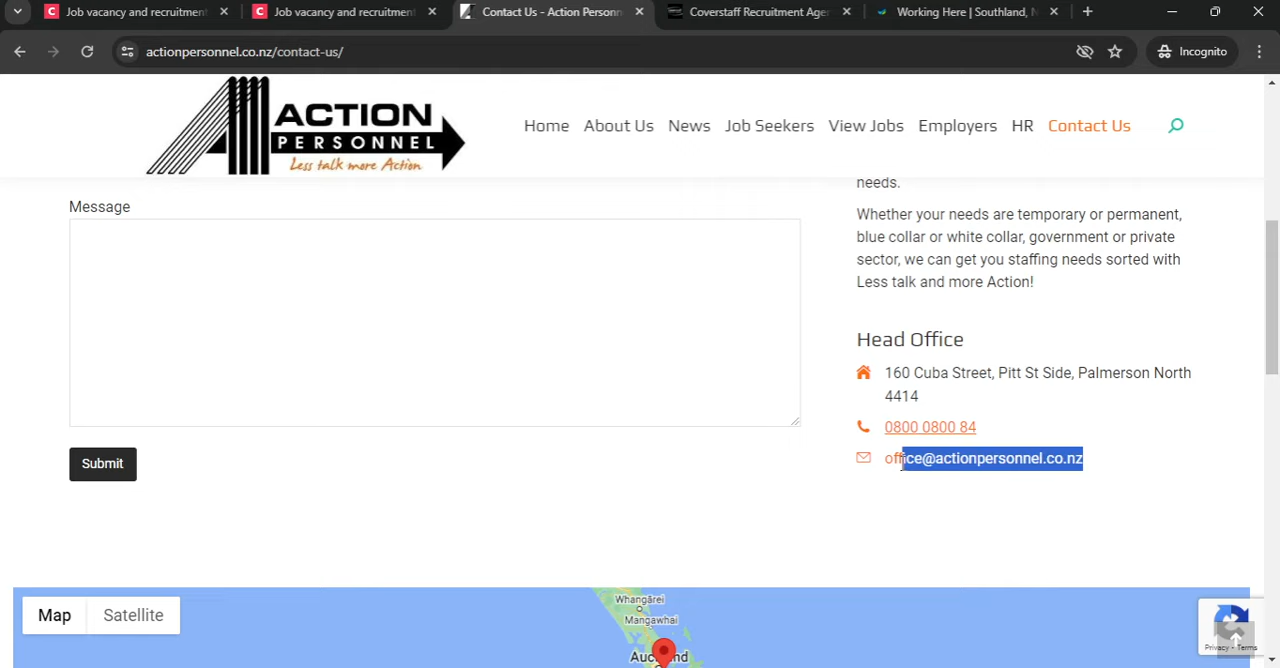 Job vacancy and recruitment
Job vacancy and recruitment
Contact Us - Action Personn
Coverstaff Recruitment Age
Working Here | Southland, N
actionpersonnel.co.nz/contact-us/
Incognito
ACTION
PERSONNEL
Less talk more Action
Home
About Us
News
Job Seekers
View Jobs
Employers
HR
Contact Us
needs.
Message
Whether your needs are temporary or permanent,
blue collar or white collar, government or private
sector, we can get you staffing needs sorted with
Less talk and more Action!
Head Office
160 Cuba Street, Pitt St Side, Palmerson North
4414
0800 0800 84
office@actionpersonnel.co.nz
Submit
Map
Satellite
Whangārei
Mangawhai
Auckland
Privacy - Terms